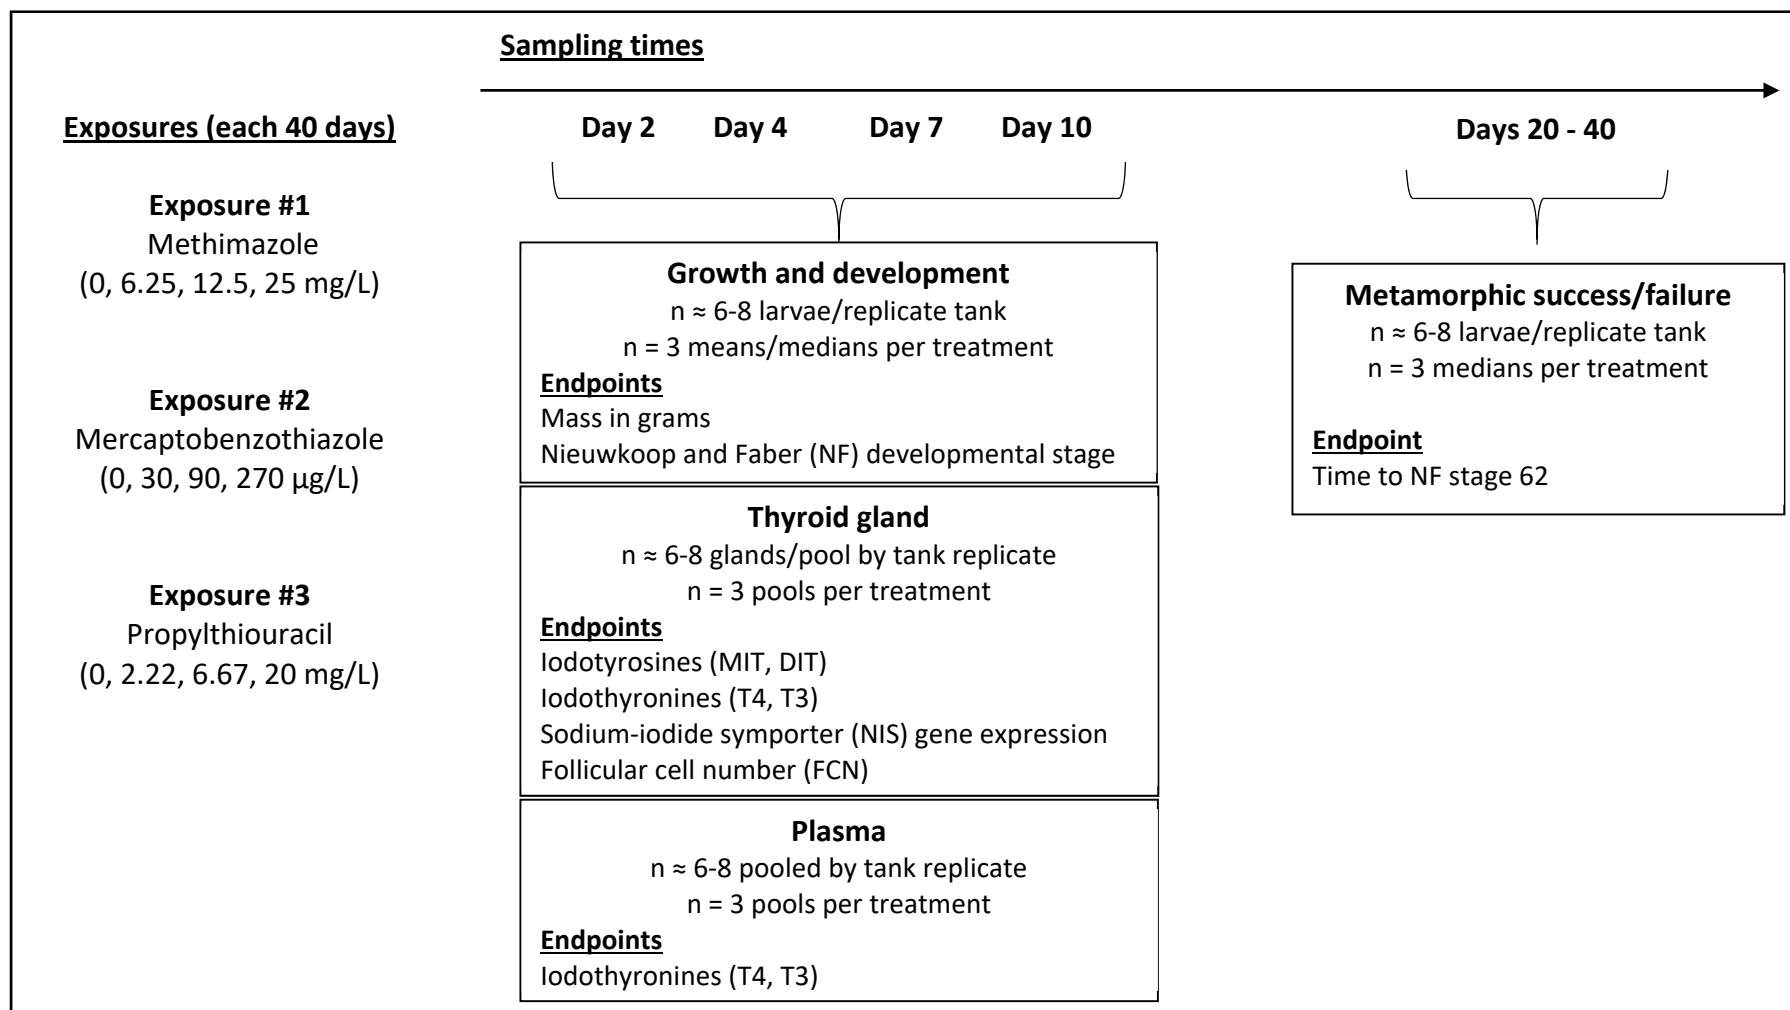 Sampling times
Exposures (each 40 days)
Day 2 Day 4 Day 7 Day 10 Days 20 - 40
Exposure #1
Methimazole
(0, 6.25, 12.5, 25 mg/L)
Exposure #2
Mercaptobenzothiazole
(0, 30, 90, 270 µg/L)
Exposure #3
Propylthiouracil
(0, 2.22, 6.67, 20 mg/L)
Growth and development
n ≈ 6-8 larvae/replicate tank
n = 3 means/medians per treatment
Endpoints
Mass in grams
Nieuwkoop and Faber (NF) developmental stage
Thyroid gland
n ≈ 6-8 glands/pool by tank replicate
n = 3 pools per treatment
Endpoints
Iodotyrosines (MIT, DIT)
Iodothyronines (T4, T3)
Sodium-iodide symporter (NIS) gene expression
Follicular cell number (FCN)
Plasma
n ≈ 6-8 pooled by tank replicate
n = 3 pools per treatment
Endpoints
Iodothyronines (T4, T3)
Metamorphic success/failure
n ≈ 6-8 larvae/replicate tank
n = 3 medians per treatment
Endpoint
Time to NF stage 62